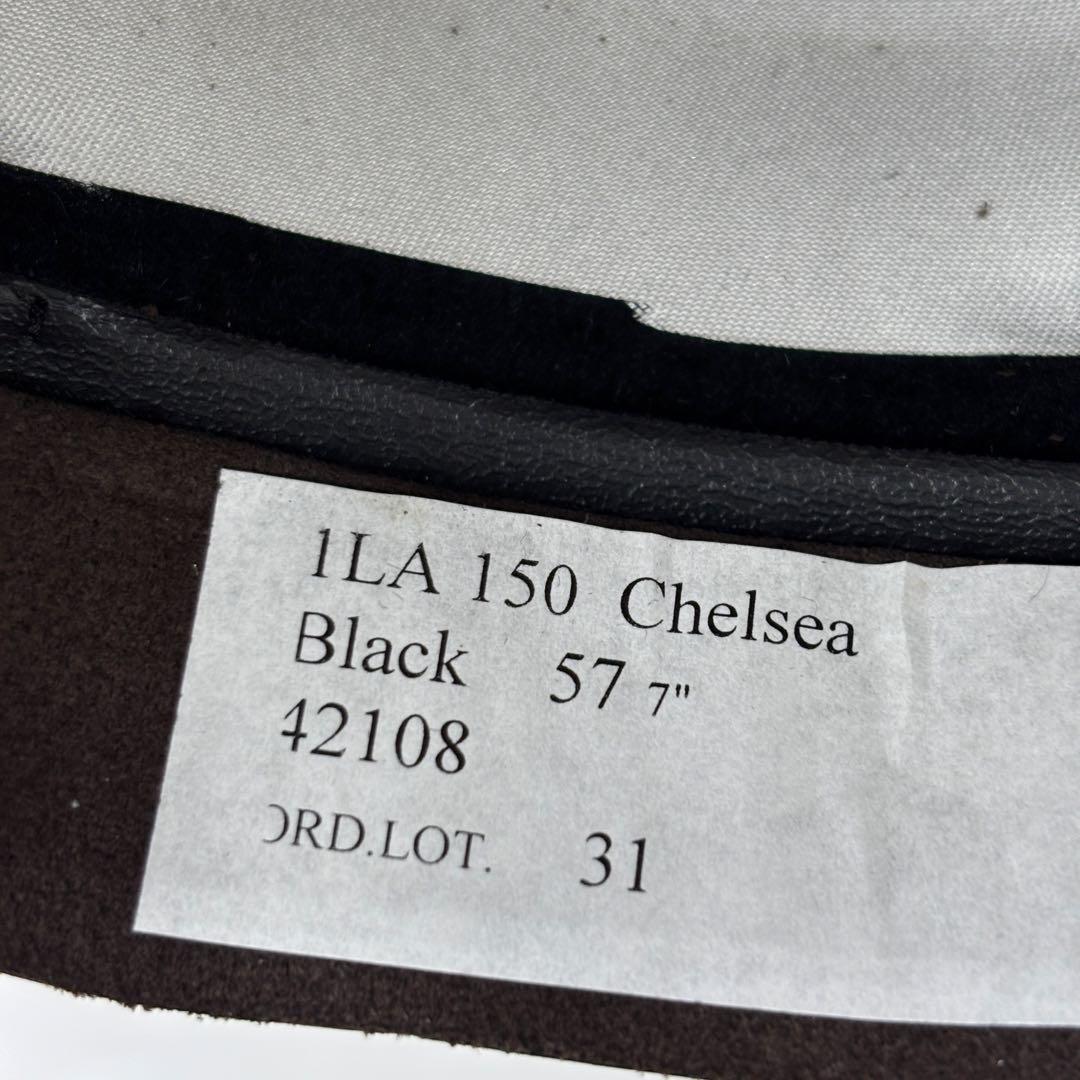 1LA 150 Chelsea
Black 57 7"
42108
ORD.LOT. 31